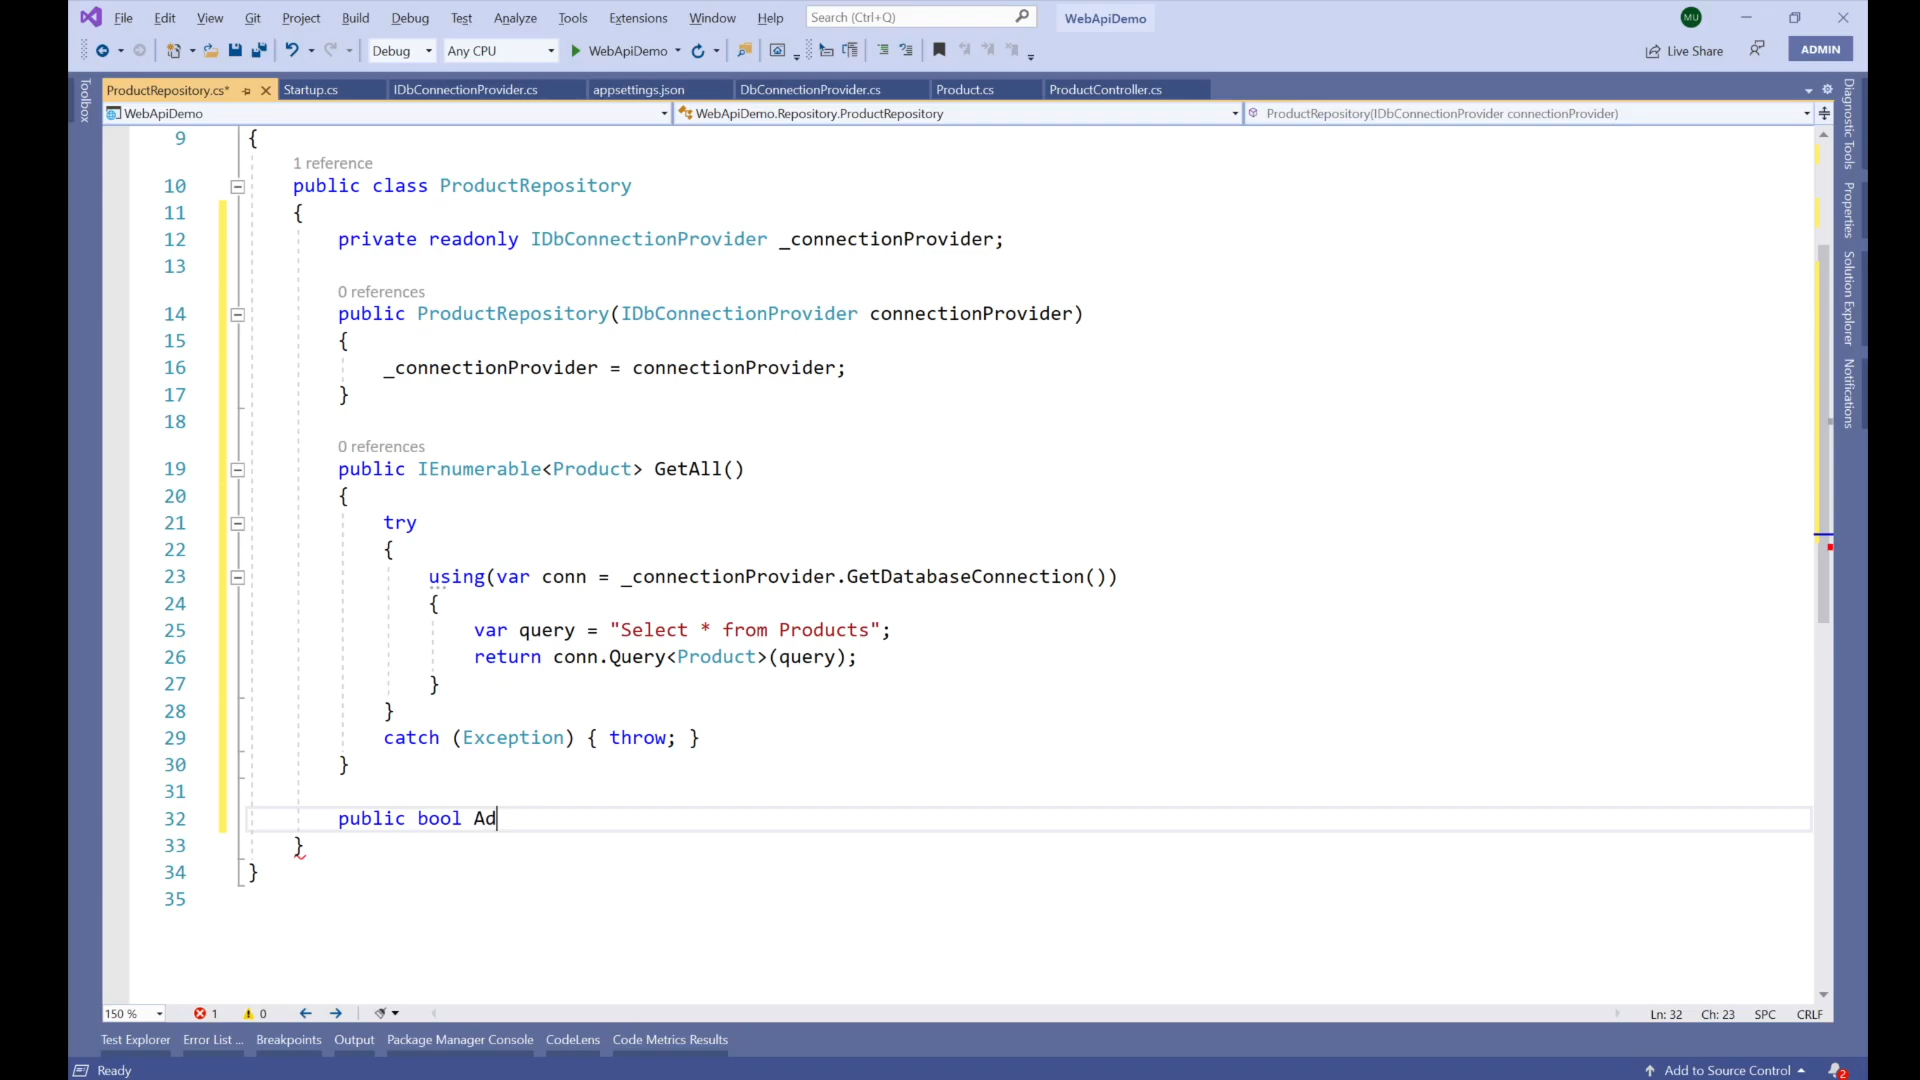 File Edit View Git Project Build Debug Test Analyze Tools Extensions Window Help Search (Ctrl+Q) WebApiDemo MU
Debug Any CPU WebApiDemo Live Share ADMIN
ProductRepository.cs* Startup.cs IDbConnectionProvider.cs appsettings.json DbConnectionProvider.cs Product.cs ProductController.cs
WebApiDemo WebApiDemo.Repository.ProductRepository ProductRepository(IDbConnectionProvider connectionProvider)
Toolbox
Diagnostic Tools
Properties
Solution Explorer
Notifications
9 {
1 reference
10 public class ProductRepository
11 {
12 private readonly IDbConnectionProvider _connectionProvider;
13
0 references
14 public ProductRepository(IDbConnectionProvider connectionProvider)
15 {
16 _connectionProvider = connectionProvider;
17 }
18
0 references
19 public IEnumerable<Product> GetAll()
20 {
21 try
22 {
23 using(var conn = _connectionProvider.GetDatabaseConnection())
24 {
25 var query = "Select * from Products";
26 return conn.Query<Product>(query);
27 }
28 }
29 catch (Exception) { throw; }
30 }
31
32 public bool Ad
33 }
34 }
35
150 % 1 0 Ln: 32 Ch: 23 SPC CRLF
Test Explorer Error List ... Breakpoints Output Package Manager Console CodeLens Code Metrics Results
Ready Add to Source Control 2